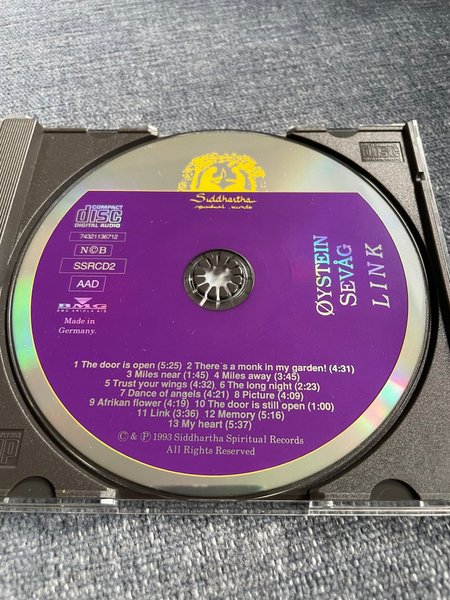 Siddhartha
spiritual records
COMPACT
disc
DIGITAL AUDIO
74321136712
N©B
SSRCD2
AAD
BMG
BMG ARIOLA A/S
Made in
Germany.
ØYSTEIN
SEVÅG
LINK
1 The door is open (5:25) 2 There's a monk in my garden! (4:31)
3 Miles near (1:45) 4 Miles away (3:45)
5 Trust your wings (4:32) 6 The long night (2:23)
7 Dance of angels (4:21) 8 Picture (4:09)
9 Afrikan flower (4:19) 10 The door is still open (1:00)
11 Link (3:36) 12 Memory (5:16)
13 My heart (5:37)
© & ℗ 1993 Siddhartha Spiritual Records
All Rights Reserved
disc